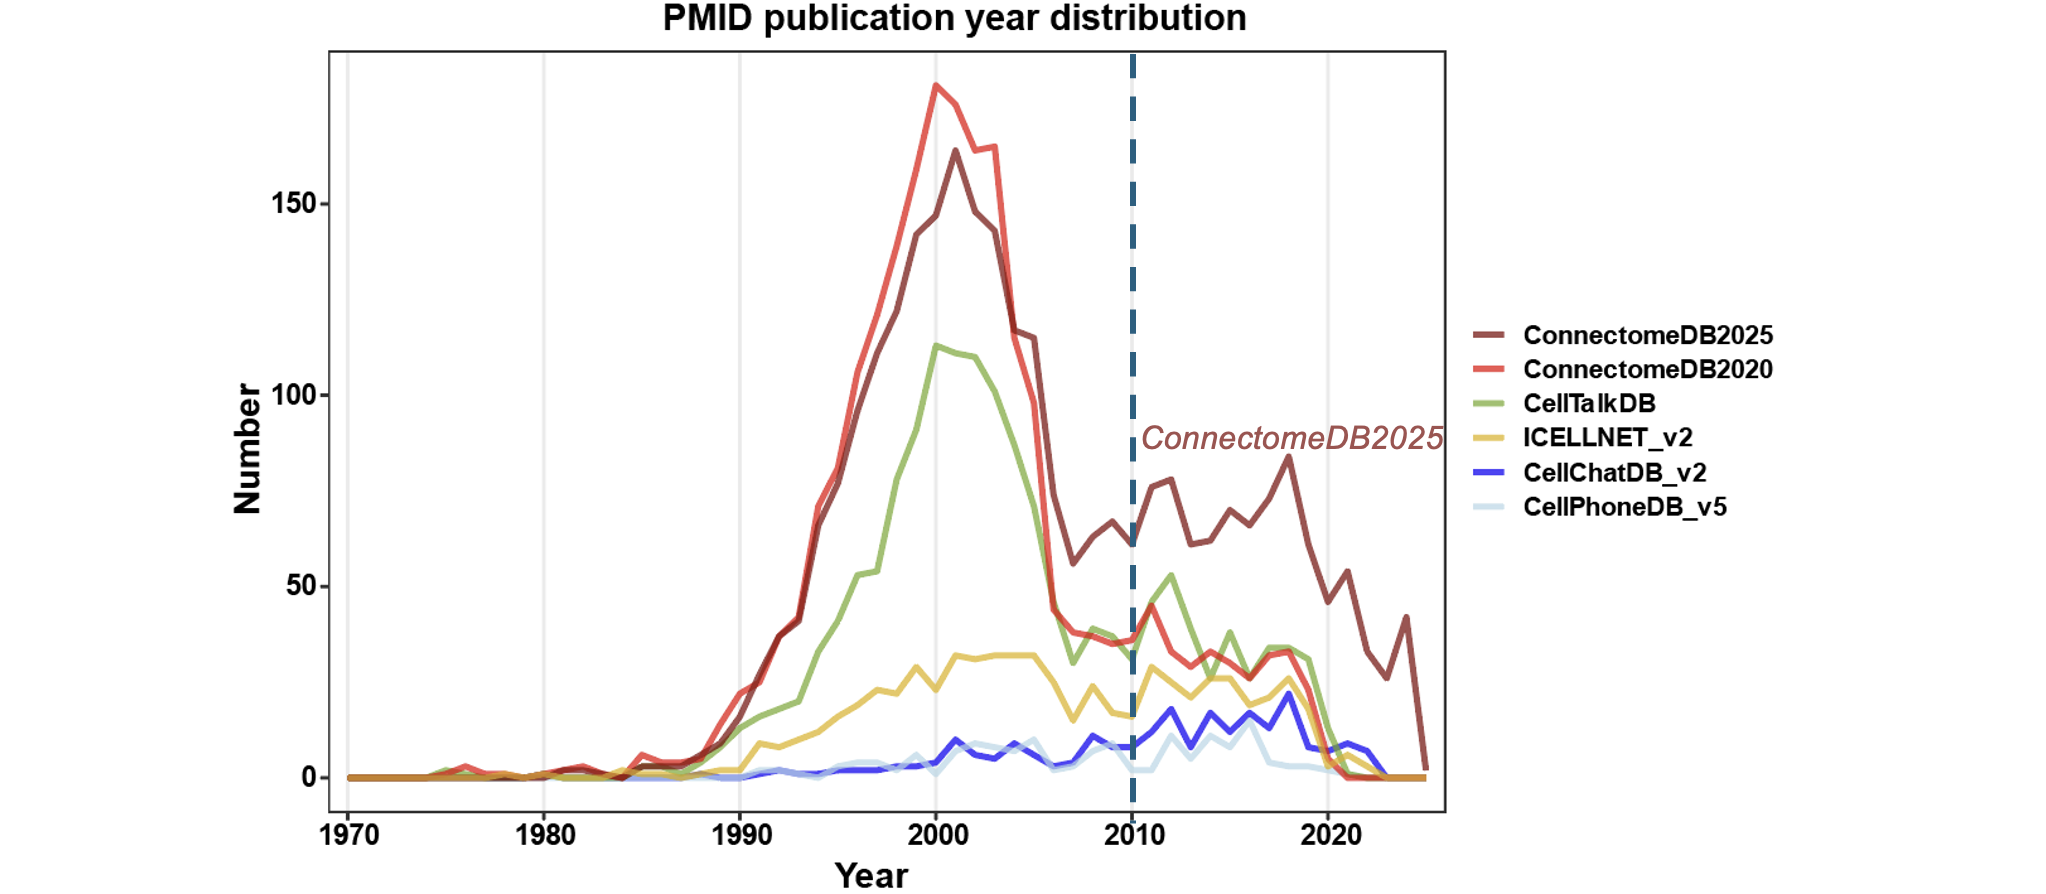 PMID publication year distribution
Number
150
100
50
0
ConnectomeDB2025
1970
1980
1990
2000
2010
2020
Year
ConnectomeDB2025
ConnectomeDB2020
CellTalkDB
ICELLNET_v2
CellChatDB_v2
CellPhoneDB_v5